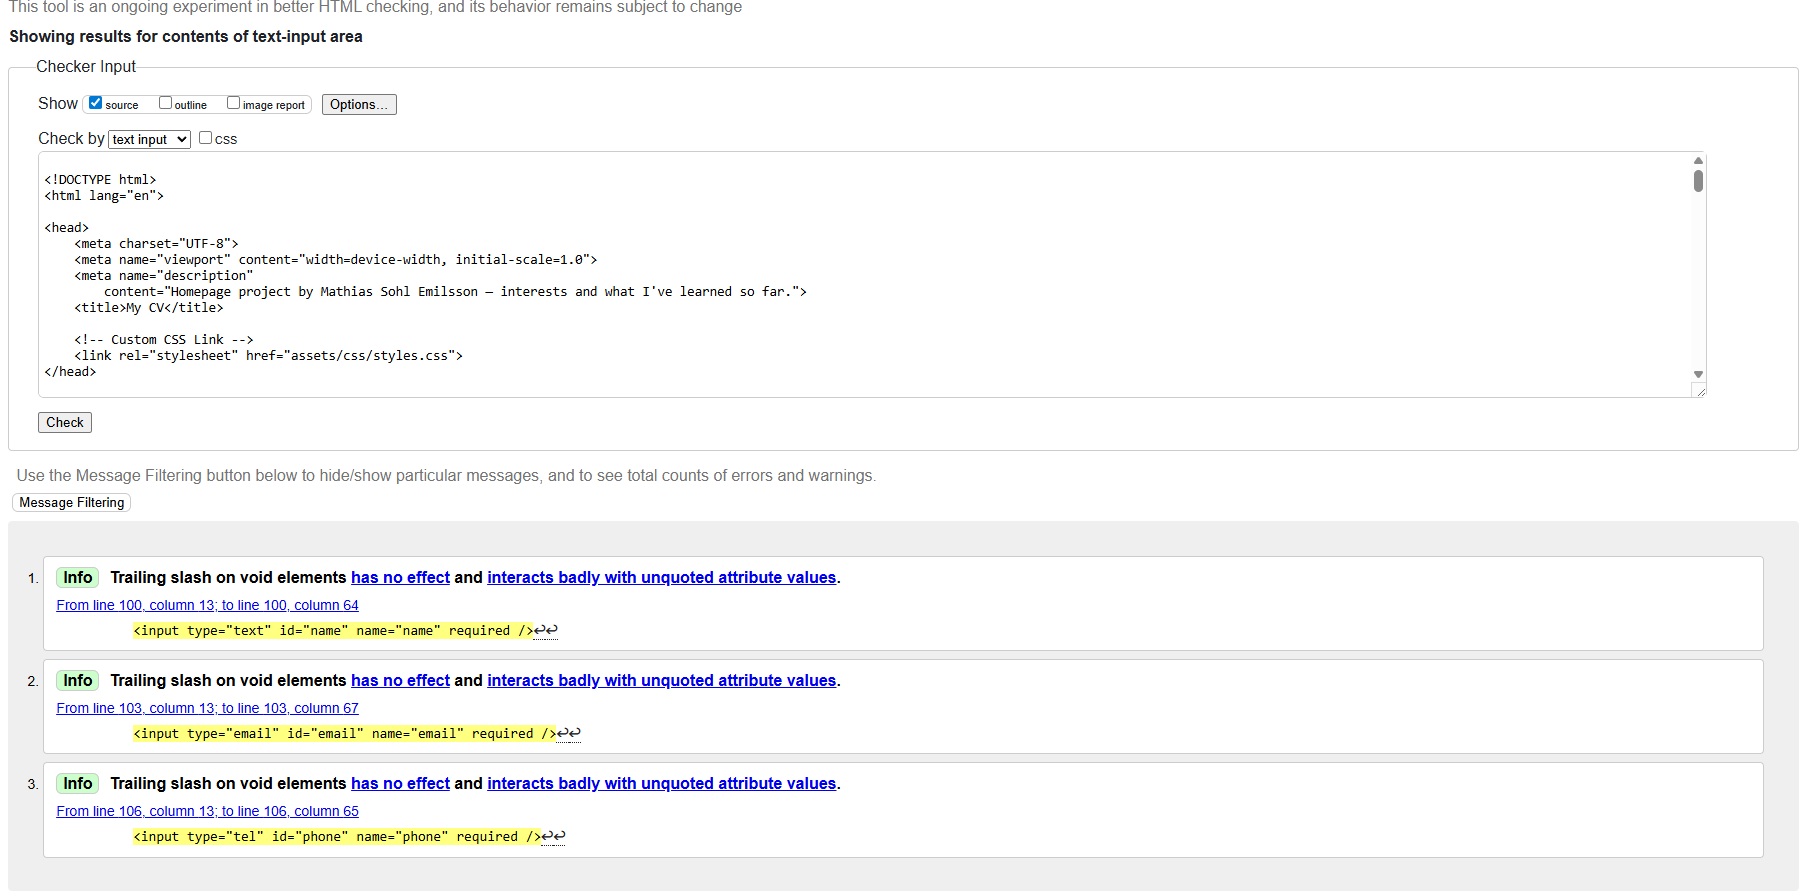 This tool is an ongoing experiment in better HTML checking, and its behavior remains subject to change
Showing results for contents of text-input area
Checker Input
Show source outline image report Options...
Check by text input css
<!DOCTYPE html>
<html lang="en">
<head>
<meta charset="UTF-8">
<meta name="viewport" content="width=device-width, initial-scale=1.0">
<meta name="description"
content="Homepage project by Mathias Sohl Emilsson – interests and what I've learned so far.">
<title>My CV</title>
<!-- Custom CSS Link -->
<link rel="stylesheet" href="assets/css/styles.css">
</head>
Check
Use the Message Filtering button below to hide/show particular messages, and to see total counts of errors and warnings.
Message Filtering
1. Info Trailing slash on void elements has no effect and interacts badly with unquoted attribute values.
From line 100, column 13; to line 100, column 64
<input type="text" id="name" name="name" required />↩↩
2. Info Trailing slash on void elements has no effect and interacts badly with unquoted attribute values.
From line 103, column 13; to line 103, column 67
<input type="email" id="email" name="email" required />↩↩
3. Info Trailing slash on void elements has no effect and interacts badly with unquoted attribute values.
From line 106, column 13; to line 106, column 65
<input type="tel" id="phone" name="phone" required />↩↩